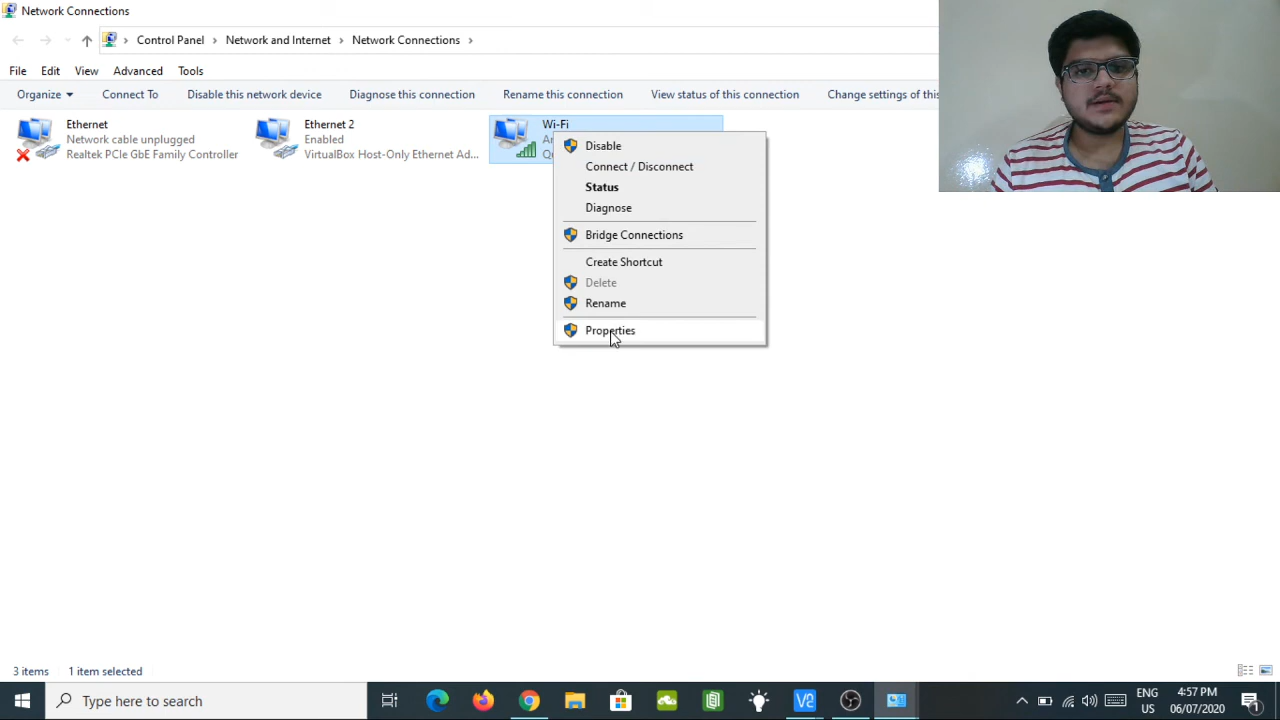 Network Connections
Control Panel > Network and Internet > Network Connections >
File Edit View Advanced Tools
Organize Connect To Disable this network device Diagnose this connection Rename this connection View status of this connection Change settings of this
Ethernet
Network cable unplugged
Realtek PCIe GbE Family Controller
Ethernet 2
Enabled
VirtualBox Host-Only Ethernet Ad...
Wi-Fi
Disable
Connect / Disconnect
Status
Diagnose
Bridge Connections
Create Shortcut
Delete
Rename
Properties
3 items 1 item selected
Type here to search
ENG
US
4:57 PM
06/07/2020
1